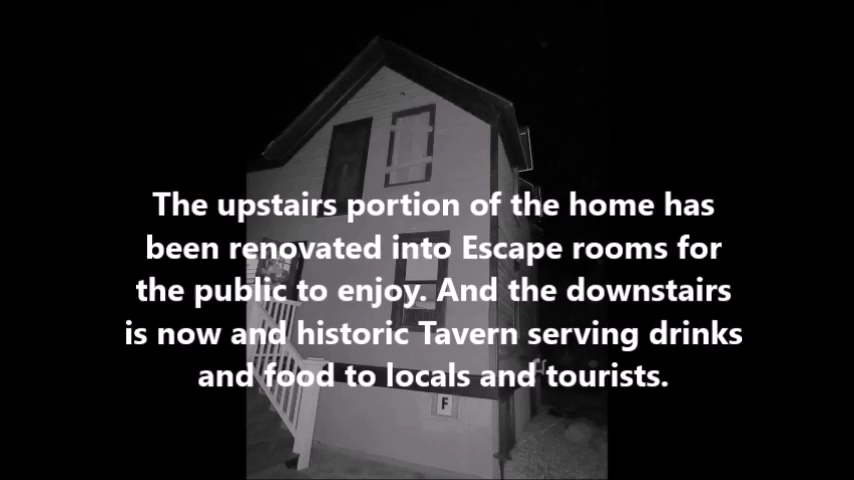 The upstairs portion of the home has
been renovated into Escape rooms for
the public to enjoy. And the downstairs
is now and historic Tavern serving drinks
and food to locals and tourists.
F